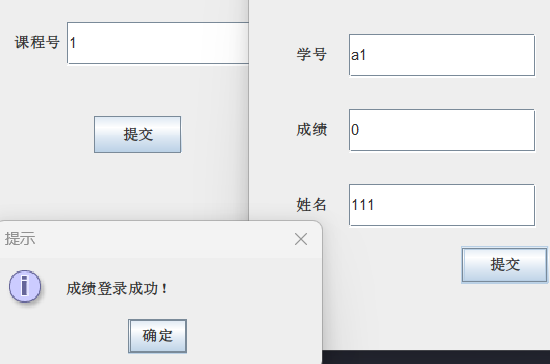 课程号 1
提交
学号 a1
成绩 0
姓名 111
提交
提示
成绩登录成功！
确定